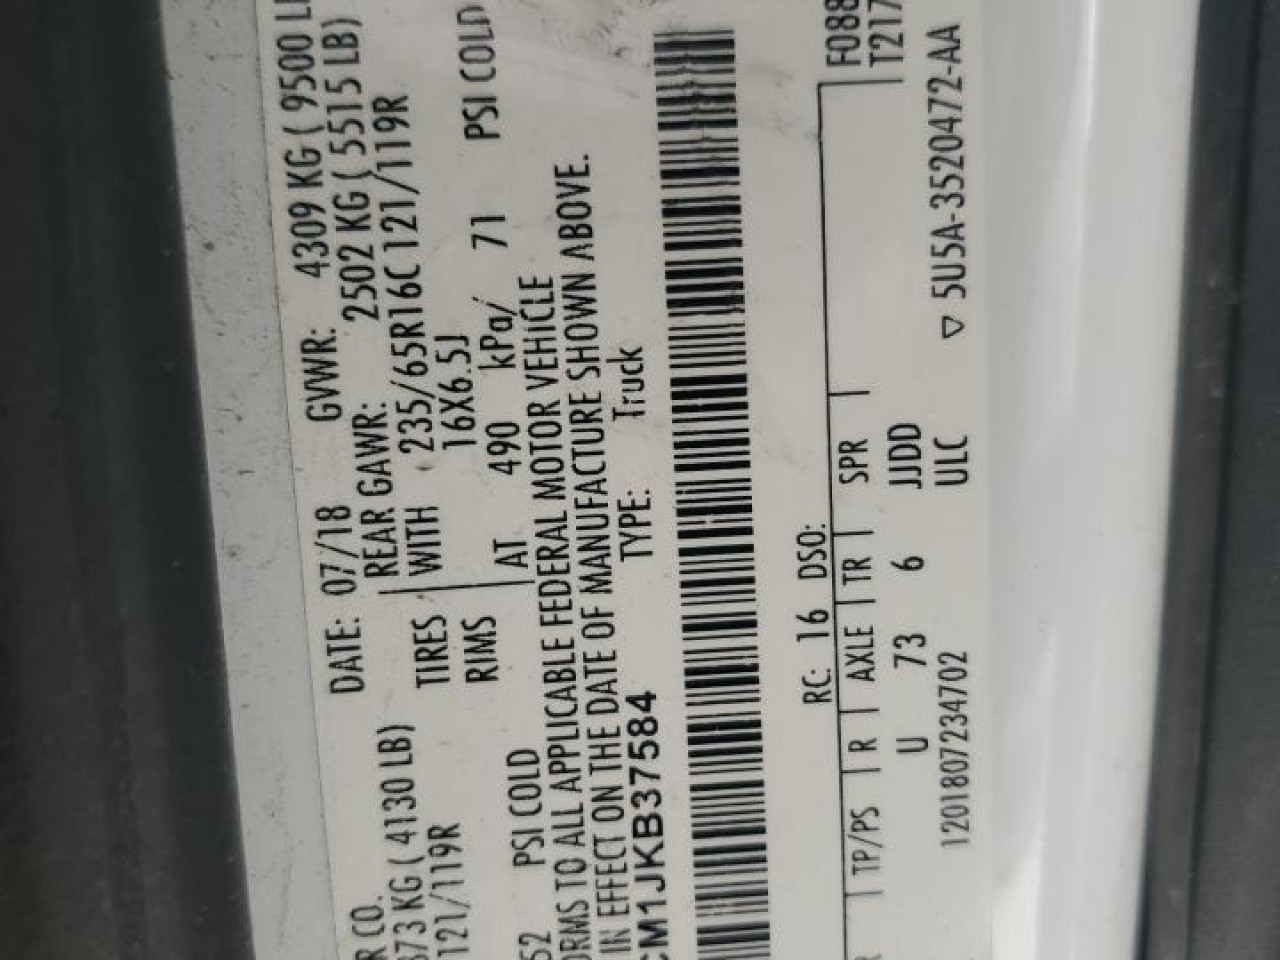 R CO. DATE: 07/18 GVWR: 4309 KG ( 9500 L
873 KG ( 4130 LB) REAR GAWR: 2502 KG ( 5515 LB)
121/119R TIRES WITH 235/65R16C 121/119R
RIMS 16X6.5J
52 PSI COLD AT 490 kPa/ 71 PSI COLD
ORMS TO ALL APPLICABLE FEDERAL MOTOR VEHICLE
IN EFFECT ON THE DATE OF MANUFACTURE SHOWN ABOVE.
CM1JKB37584 TYPE: Truck
RC: 16 DSO: F088
TP/PS R AXLE TR SPR T217
U 73 6 JJDD
1201807234702 ULC ▽ 5U5A-3520472-AA